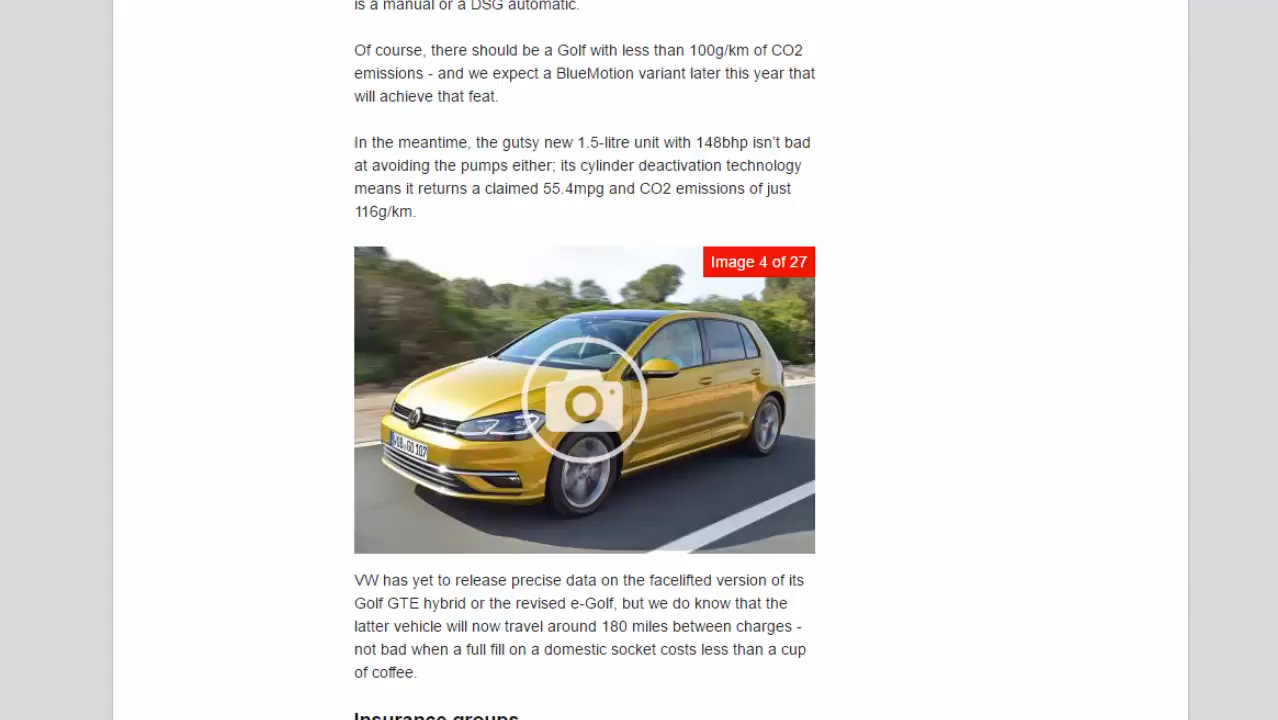 is a manual or a DSG automatic.
Of course, there should be a Golf with less than 100g/km of CO2
emissions - and we expect a BlueMotion variant later this year that
will achieve that feat.
In the meantime, the gutsy new 1.5-litre unit with 148bhp isn’t bad
at avoiding the pumps either; its cylinder deactivation technology
means it returns a claimed 55.4mpg and CO2 emissions of just
116g/km.
Image 4 of 27
VW has yet to release precise data on the facelifted version of its
Golf GTE hybrid or the revised e-Golf, but we do know that the
latter vehicle will now travel around 180 miles between charges -
not bad when a full fill on a domestic socket costs less than a cup
of coffee.
Insurance groups